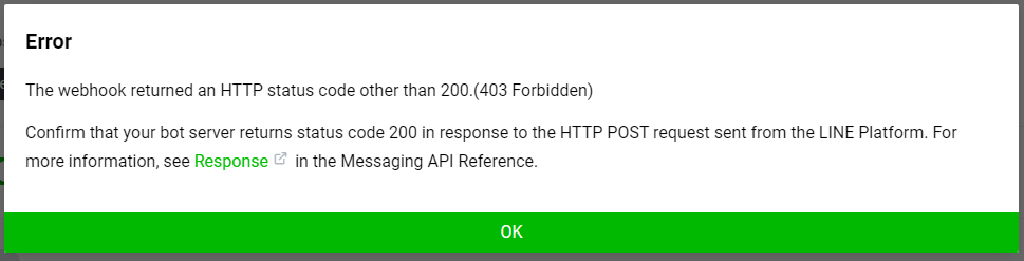 Error
The webhook returned an HTTP status code other than 200.(403 Forbidden)
Confirm that your bot server returns status code 200 in response to the HTTP POST request sent from the LINE Platform. For
more information, see Response in the Messaging API Reference.
OK